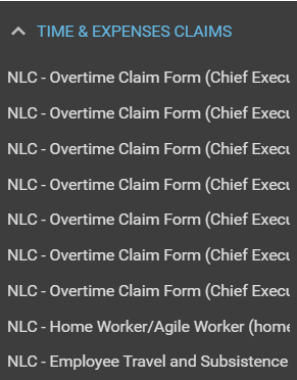 TIME & EXPENSES CLAIMS
NLC - Overtime Claim Form (Chief Execu
NLC - Overtime Claim Form (Chief Execu
NLC - Overtime Claim Form (Chief Execu
NLC - Overtime Claim Form (Chief Execu
NLC - Overtime Claim Form (Chief Execu
NLC - Overtime Claim Form (Chief Execu
NLC - Overtime Claim Form (Chief Execu
NLC - Home Worker/Agile Worker (home
NLC - Employee Travel and Subsistence